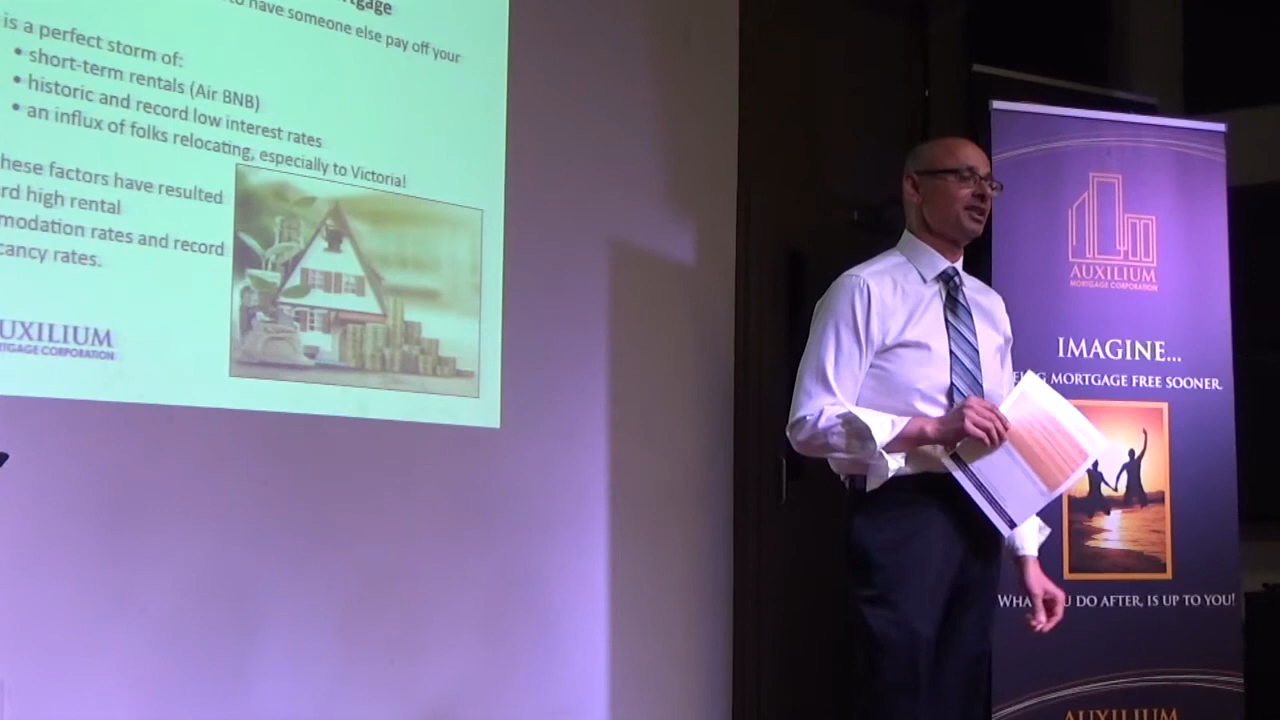 rtgage
to have someone else pay off your
is a perfect storm of:
• short-term rentals (Air BNB)
• historic and record low interest rates
• an influx of folks relocating, especially to Victoria!
hese factors have resulted
rd high rental
modation rates and record
cancy rates.
UXILIUM
TGAGE CORPORATION
AUXILIUM
MORTGAGE CORPORATION
IMAGINE...
MORTGAGE FREE SOONER.
WHA U DO AFTER, IS UP TO YOU!
AUXILIUM